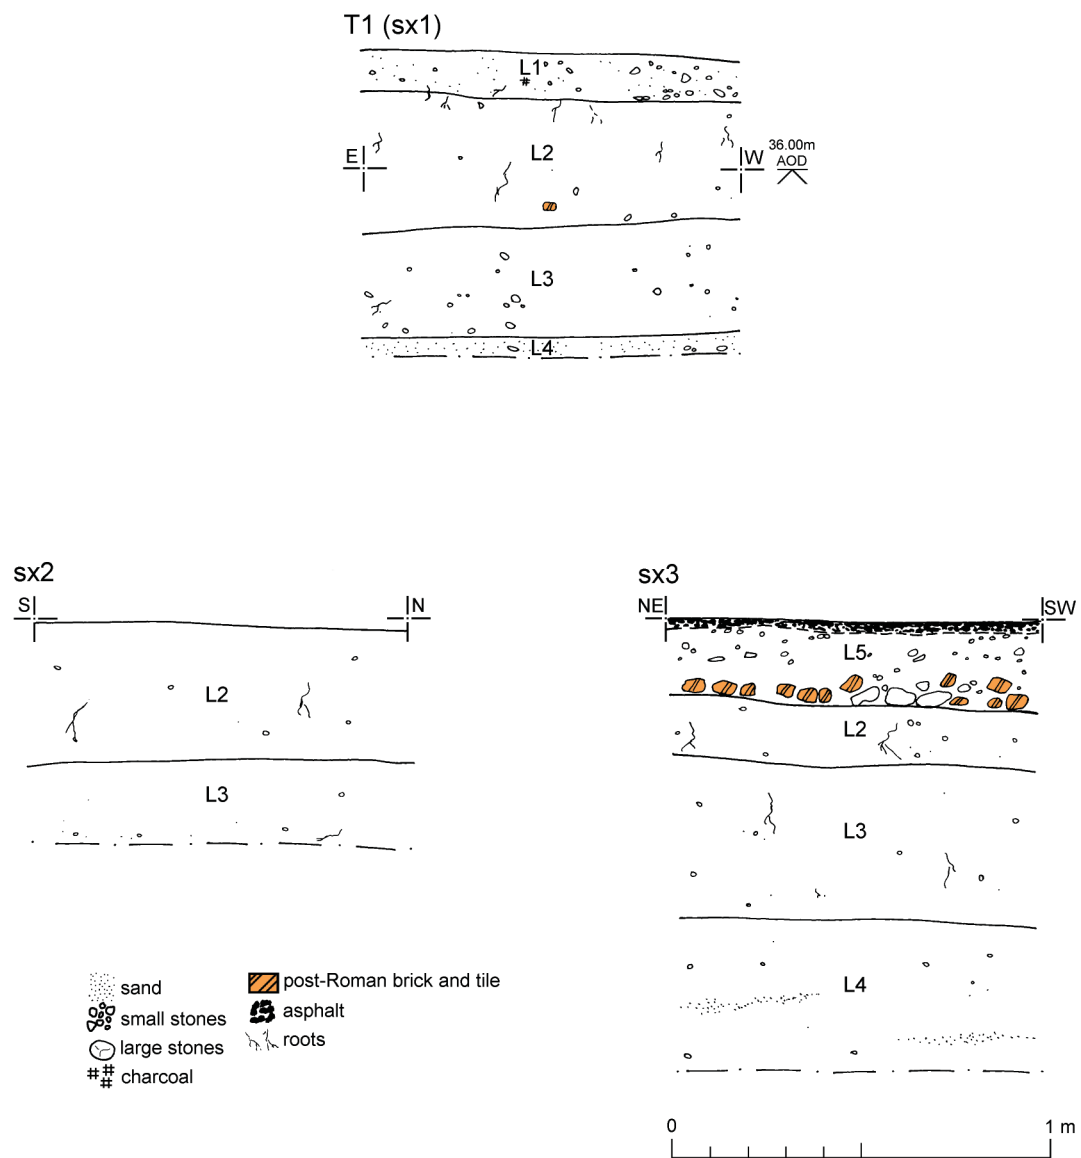 T1 (sx1)
L1
L2
E
W
36.00m
AOD
L3
L4
sx2
S
N
L2
L3
sx3
NE
SW
L5
L2
L3
L4
sand
small stones
large stones
charcoal
post-Roman brick and tile
asphalt
roots
0
1 m